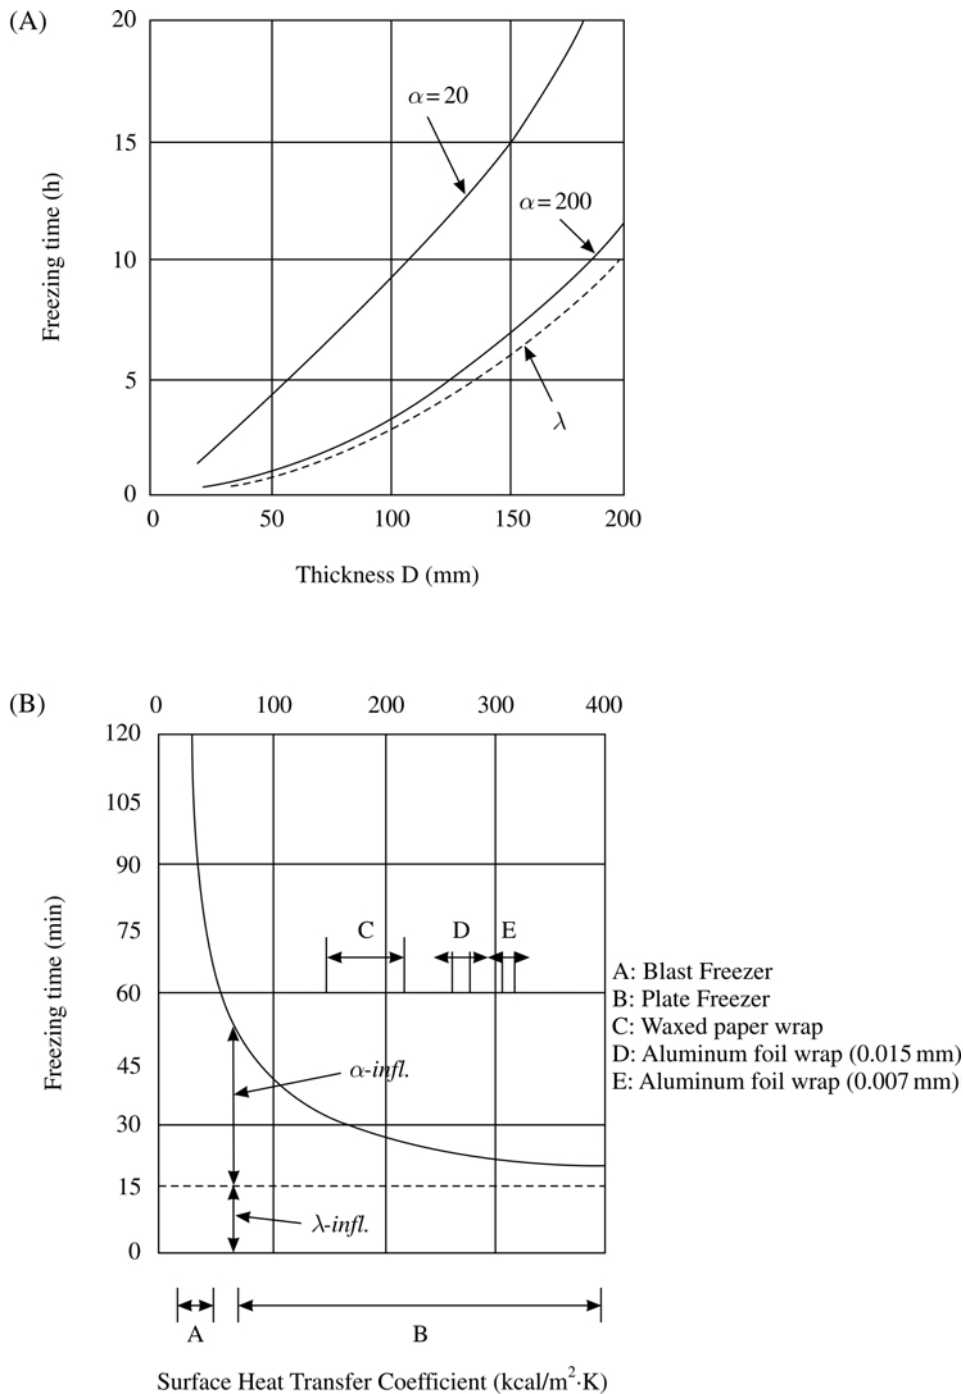 (A)
20
15
10
5
0
Freezing time (h)
α=20
α=200
λ
0 50 100 150 200
Thickness D (mm)
(B)
0 100 200 300 400
120
105
90
75
60
45
30
15
0
Freezing time (min)
C D E
α-infl.
λ-infl.
A: Blast Freezer
B: Plate Freezer
C: Waxed paper wrap
D: Aluminum foil wrap (0.015 mm)
E: Aluminum foil wrap (0.007 mm)
A B
Surface Heat Transfer Coefficient (kcal/m²·K)